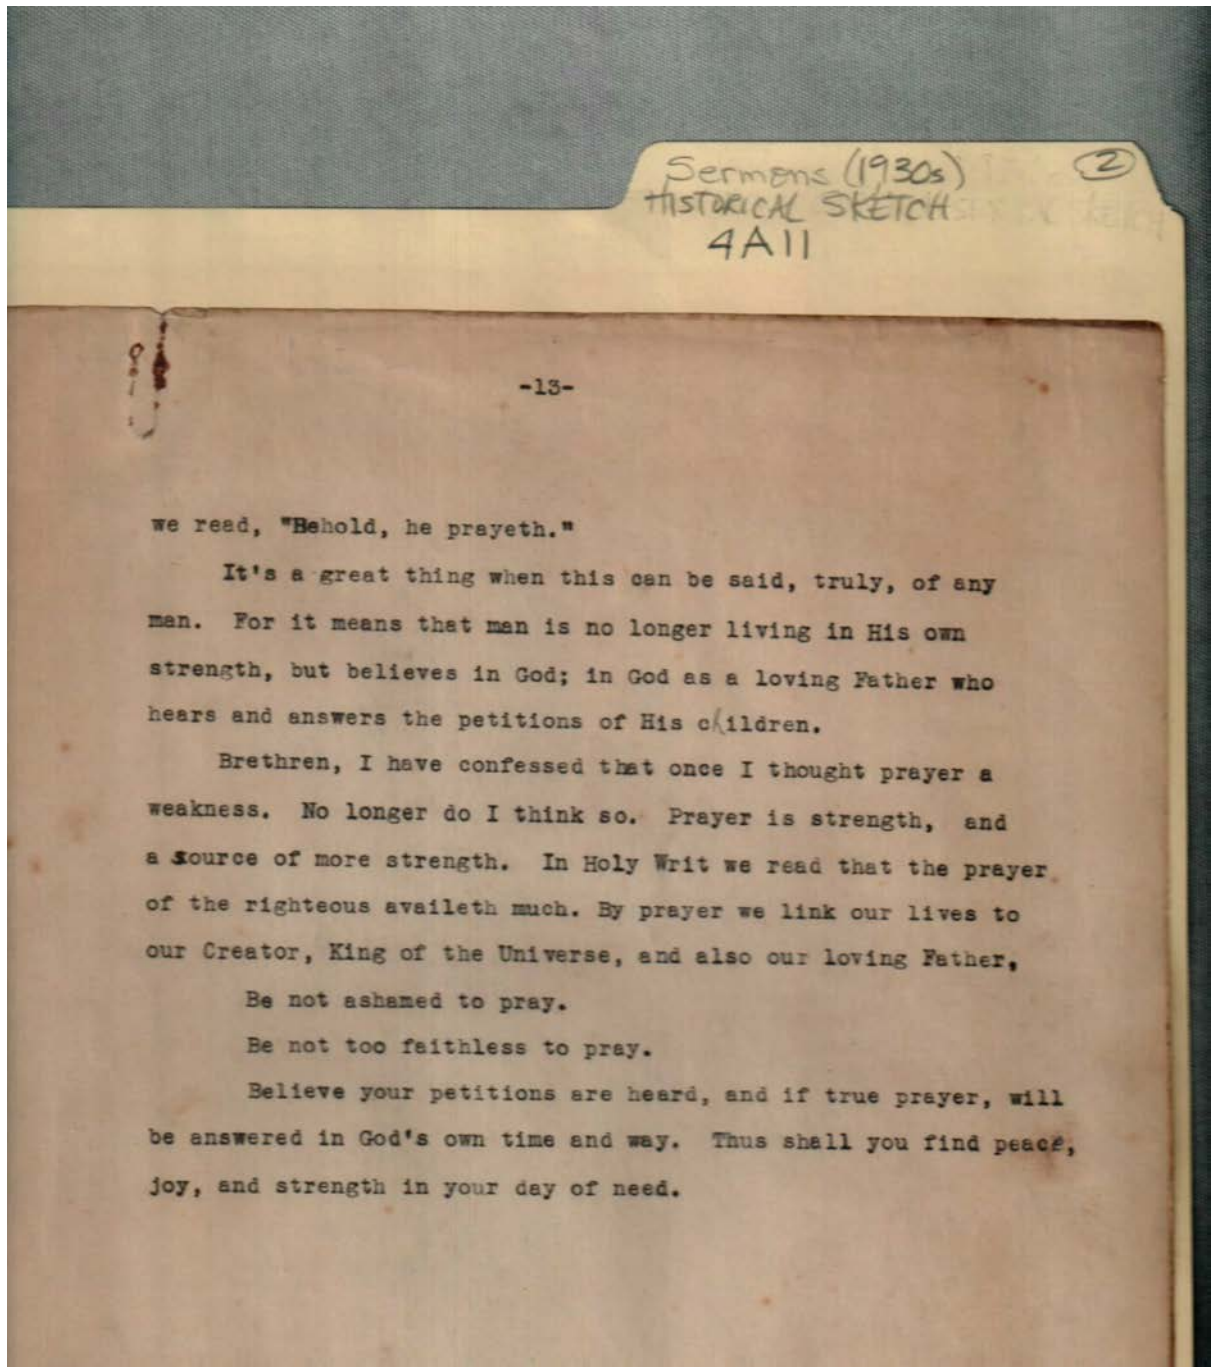 Sermons (1930s) 2
HISTORICAL SKETCH
4A11
-13-
we read, "Behold, he prayeth."
It's a great thing when this can be said, truly, of any
man. For it means that man is no longer living in His own
strength, but believes in God; in God as a loving Father who
hears and answers the petitions of His children.
Brethren, I have confessed that once I thought prayer a
weakness. No longer do I think so. Prayer is strength, and
a source of more strength. In Holy Writ we read that the prayer
of the righteous availeth much. By prayer we link our lives to
our Creator, King of the Universe, and also our loving Father,
Be not ashamed to pray.
Be not too faithless to pray.
Believe your petitions are heard, and if true prayer, will
be answered in God's own time and way. Thus shall you find peace,
joy, and strength in your day of need.